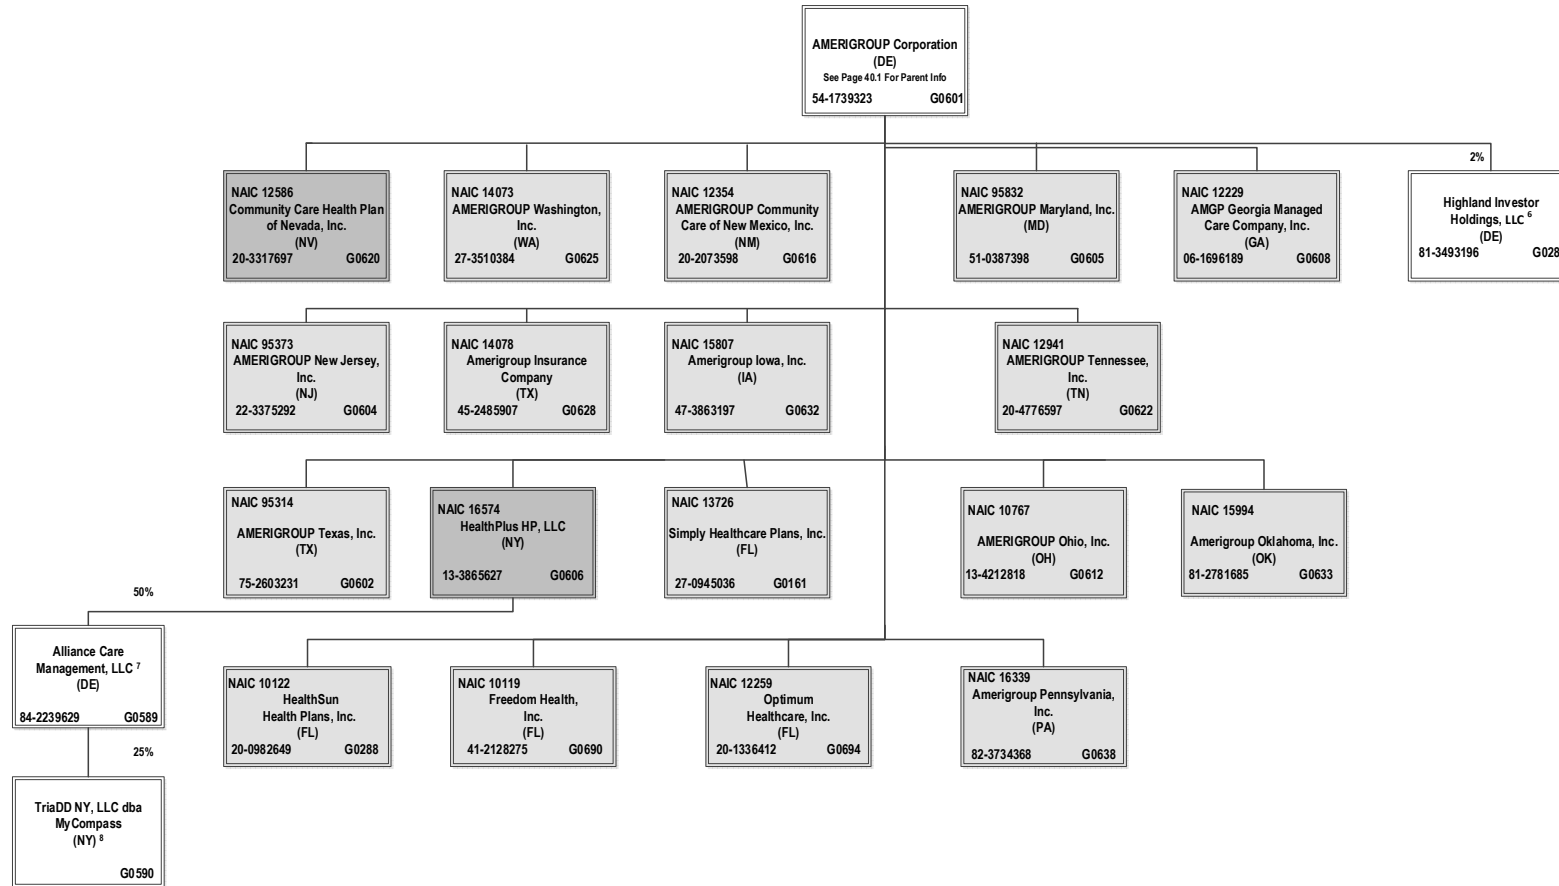 AMERIGROUP Corporation
(DE)
See Page 40.1 For Parent Info
54-1739323 G0601
2%
NAIC 12586
Community Care Health Plan
of Nevada, Inc.
(NV)
20-3317697 G0620
NAIC 14073
AMERIGROUP Washington,
Inc.
(WA)
27-3510384 G0625
NAIC 12354
AMERIGROUP Community
Care of New Mexico, Inc.
(NM)
20-2073598 G0616
NAIC 95832
AMERIGROUP Maryland, Inc.
(MD)
51-0387398 G0605
NAIC 12229
AMGP Georgia Managed
Care Company, Inc.
(GA)
06-1696189 G0608
Highland Investor
Holdings, LLC 6
(DE)
81-3493196 G028
NAIC 95373
AMERIGROUP New Jersey,
Inc.
(NJ)
22-3375292 G0604
NAIC 14078
Amerigroup Insurance
Company
(TX)
45-2485907 G0628
NAIC 15807
Amerigroup Iowa, Inc.
(IA)
47-3863197 G0632
NAIC 12941
AMERIGROUP Tennessee,
Inc.
(TN)
20-4776597 G0622
NAIC 95314
AMERIGROUP Texas, Inc.
(TX)
75-2603231 G0602
NAIC 16574
HealthPlus HP, LLC
(NY)
13-3865627 G0606
NAIC 13726
Simply Healthcare Plans, Inc.
(FL)
27-0945036 G0161
NAIC 10767
AMERIGROUP Ohio, Inc.
(OH)
13-4212818 G0612
NAIC 15994
Amerigroup Oklahoma, Inc.
(OK)
81-2781685 G0633
50%
Alliance Care
Management, LLC 7
(DE)
84-2239629 G0589
NAIC 10122
HealthSun
Health Plans, Inc.
(FL)
20-0982649 G0288
NAIC 10119
Freedom Health,
Inc.
(FL)
41-2128275 G0690
NAIC 12259
Optimum
Healthcare, Inc.
(FL)
20-1336412 G0694
NAIC 16339
Amerigroup Pennsylvania,
Inc.
(PA)
82-3734368 G0638
25%
TriaDD NY, LLC dba
MyCompass
(NY) 8
G0590